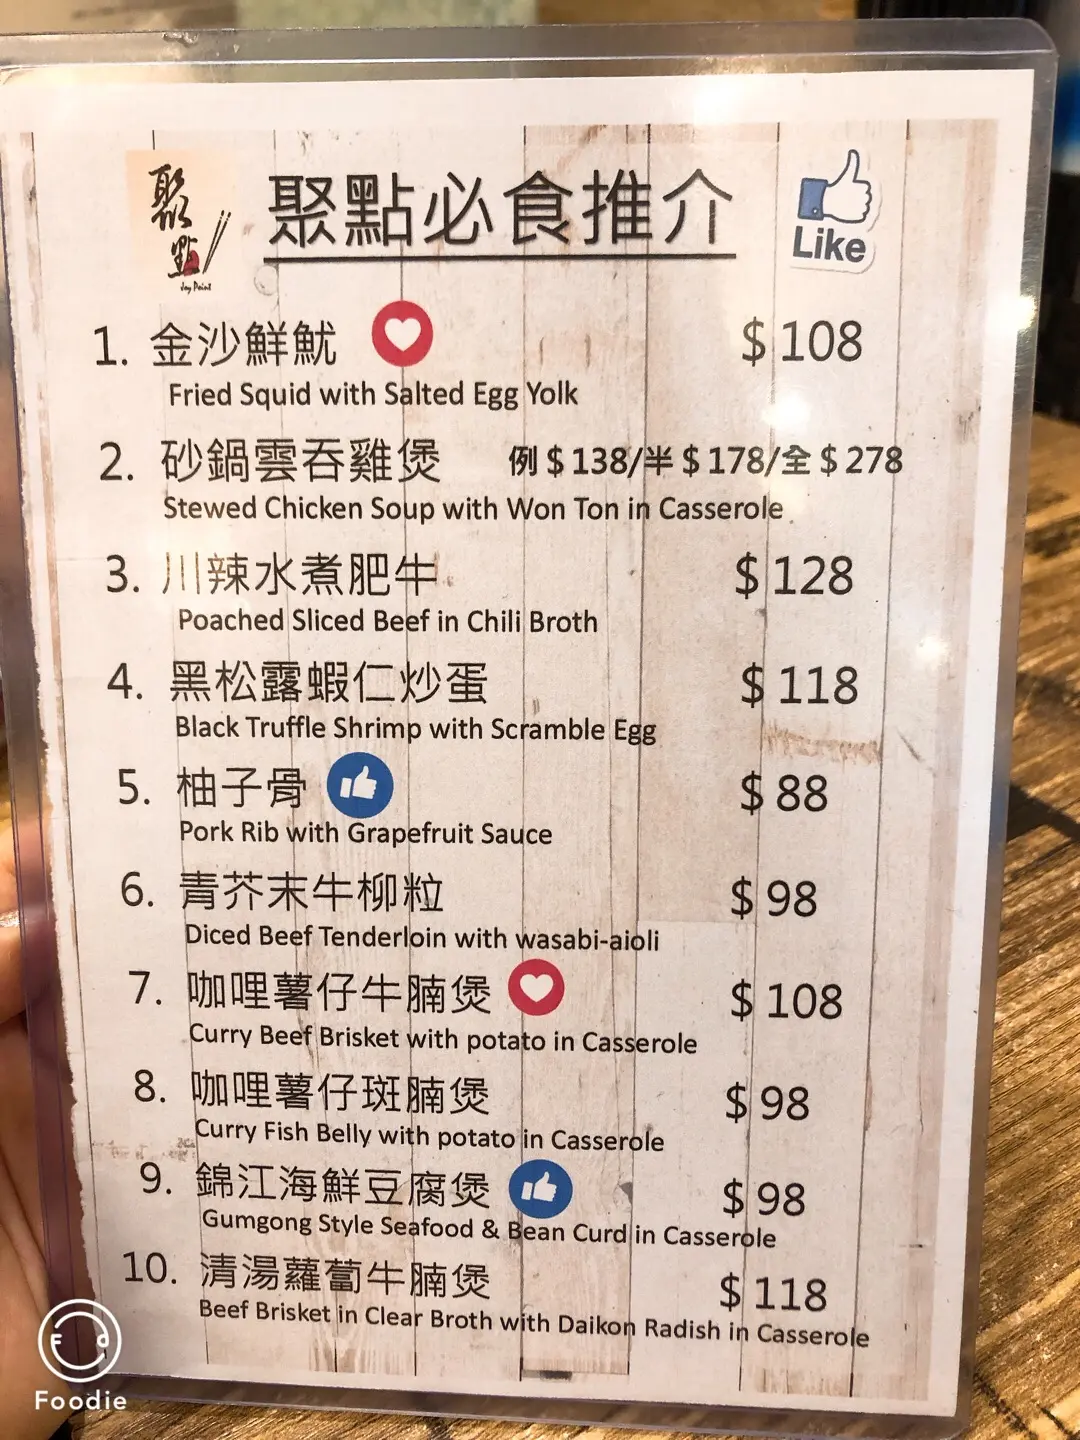 聚點
Joy Point
聚點必食推介
Like
1. 金沙鮮魷 $108
Fried Squid with Salted Egg Yolk
2. 砂鍋雲吞雞煲 例$138/半$178/全$278
Stewed Chicken Soup with Won Ton in Casserole
3. 川辣水煮肥牛 $128
Poached Sliced Beef in Chili Broth
4. 黑松露蝦仁炒蛋 $118
Black Truffle Shrimp with Scramble Egg
5. 柚子骨 $88
Pork Rib with Grapefruit Sauce
6. 青芥末牛柳粒 $98
Diced Beef Tenderloin with wasabi-aioli
7. 咖哩薯仔牛腩煲 $108
Curry Beef Brisket with potato in Casserole
8. 咖哩薯仔斑腩煲 $98
Curry Fish Belly with potato in Casserole
9. 錦江海鮮豆腐煲 $98
Gumgong Style Seafood & Bean Curd in Casserole
10. 清湯蘿蔔牛腩煲 $118
Beef Brisket in Clear Broth with Daikon Radish in Casserole
Foodie